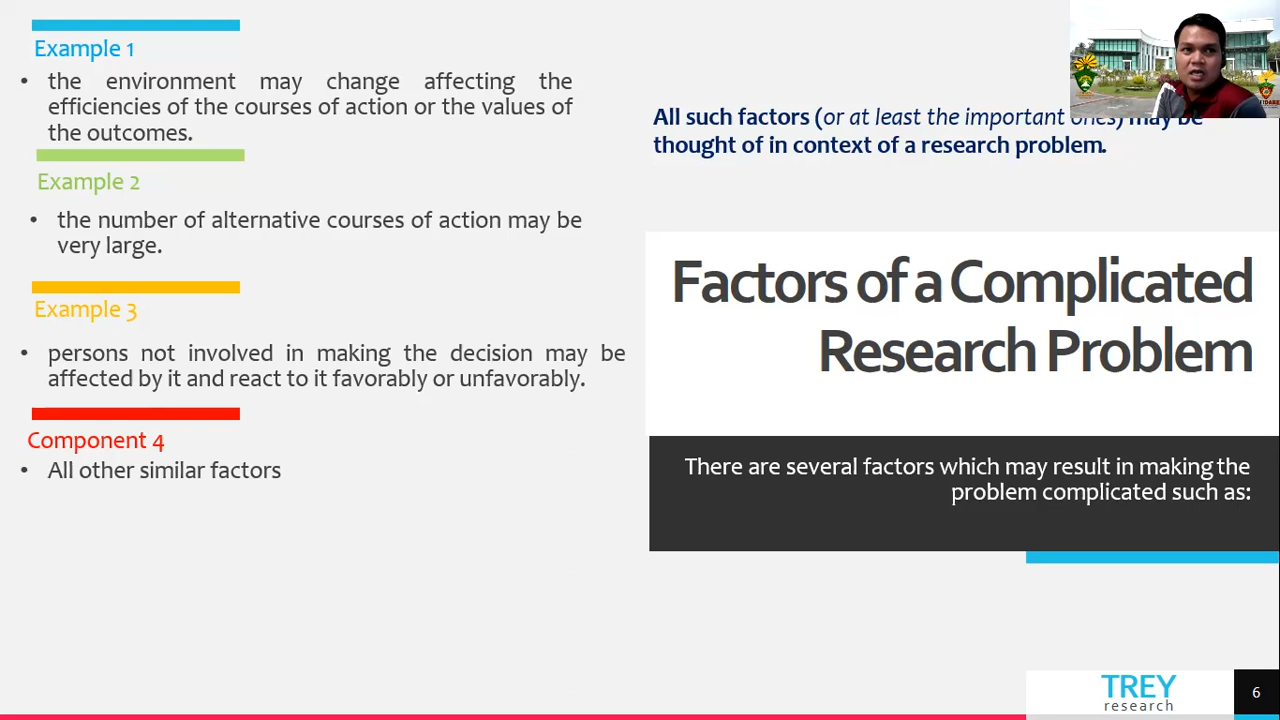 Example 1
• the environment may change affecting the
efficiencies of the courses of action or the values of
the outcomes.
Example 2
• the number of alternative courses of action may be
very large.
Example 3
• persons not involved in making the decision may be
affected by it and react to it favorably or unfavorably.
Component 4
• All other similar factors
All such factors (or at least the important ones) may be
thought of in context of a research problem.
Factors of a Complicated
Research Problem
There are several factors which may result in making the
problem complicated such as:
TREY
research
6